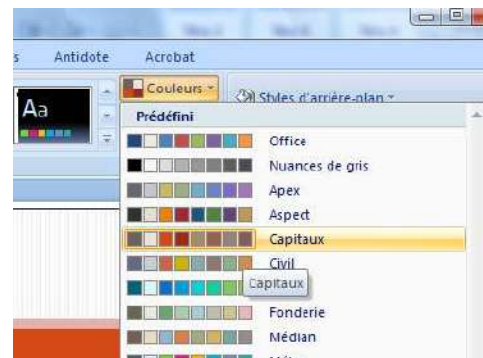 Antidote Acrobat
Aa
Couleurs
Styles d'arrière-plan
Prédéfini
Office
Nuances de gris
Apex
Aspect
Capitaux
Civil
Capitaux
Fonderie
Médian